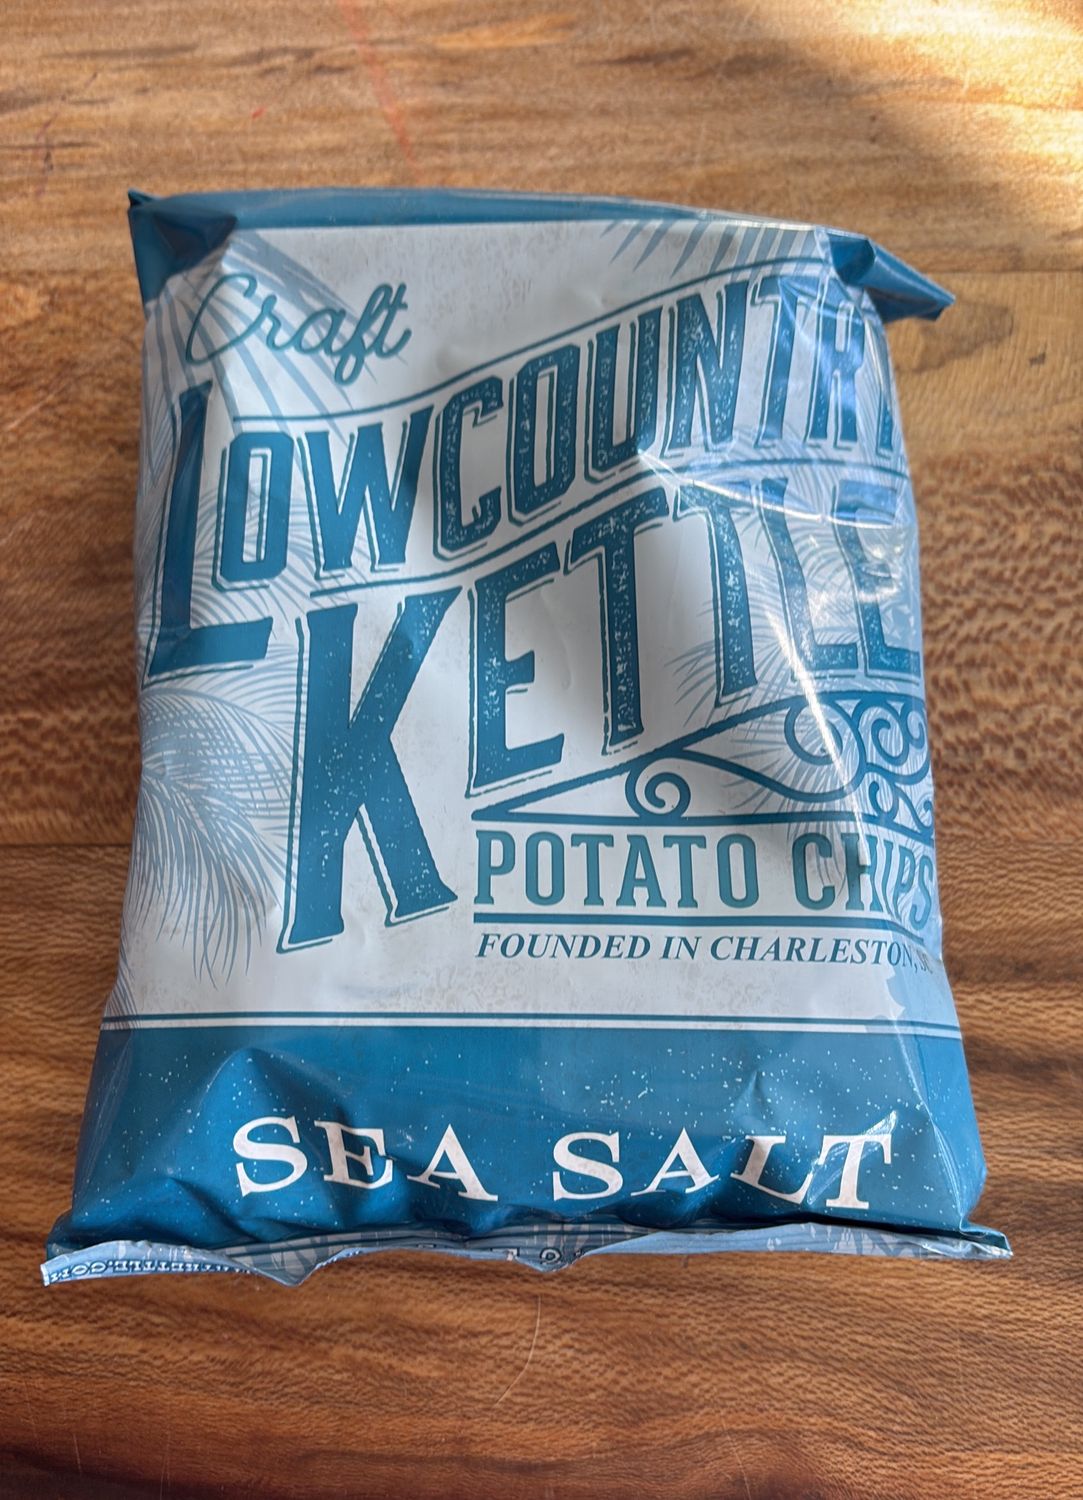 Craft
LOWCOUNTRY
KETTLE
POTATO CHIPS
FOUNDED IN CHARLESTON, SC
SEA SALT